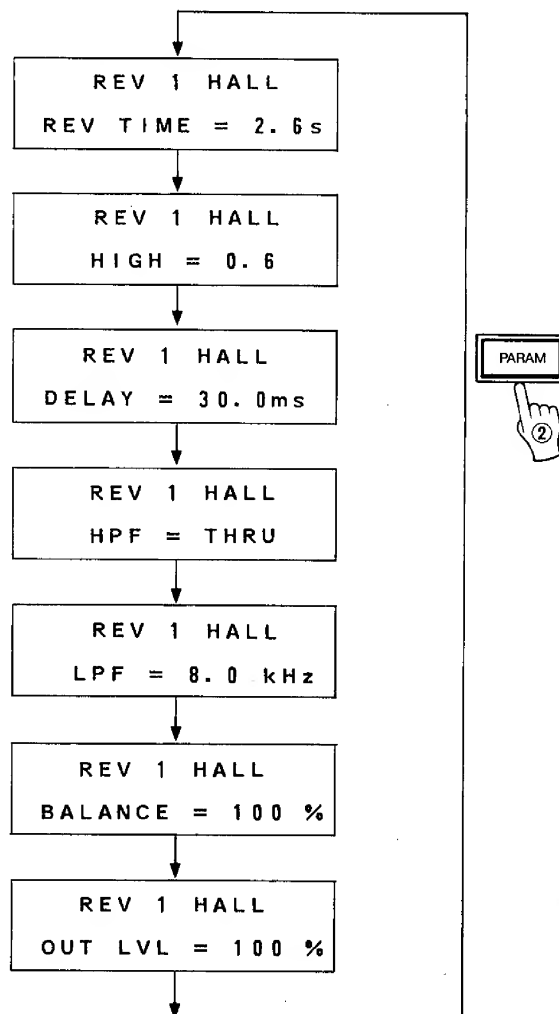 REV 1 HALL
REV TIME = 2.6s
REV 1 HALL
HIGH = 0.6
REV 1 HALL
DELAY = 30.0ms
PARAM
②
REV 1 HALL
HPF = THRU
REV 1 HALL
LPF = 8.0 kHz
REV 1 HALL
BALANCE = 100 %
REV 1 HALL
OUT LVL = 100 %